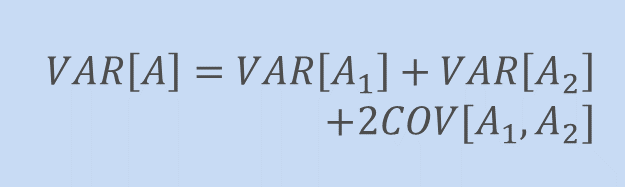 VAR[A] = VAR[A₁] + VAR[A₂]
+2COV[A₁, A₂]